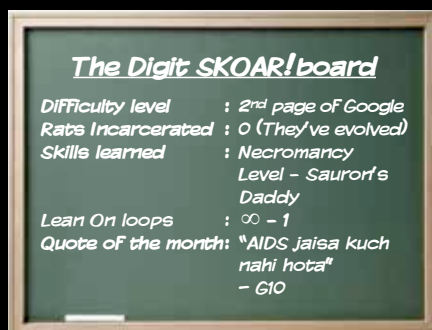 The Digit SKOAR! board
Difficulty level : 2nd page of Google
Rats Incarcerated : 0 (They've evolved)
Skills learned : Necromancy
Level - Sauron's
Daddy
Lean On loops : ∞ - 1
Quote of the month: "AIDS jaisa kuch
nahi hota"
- G10